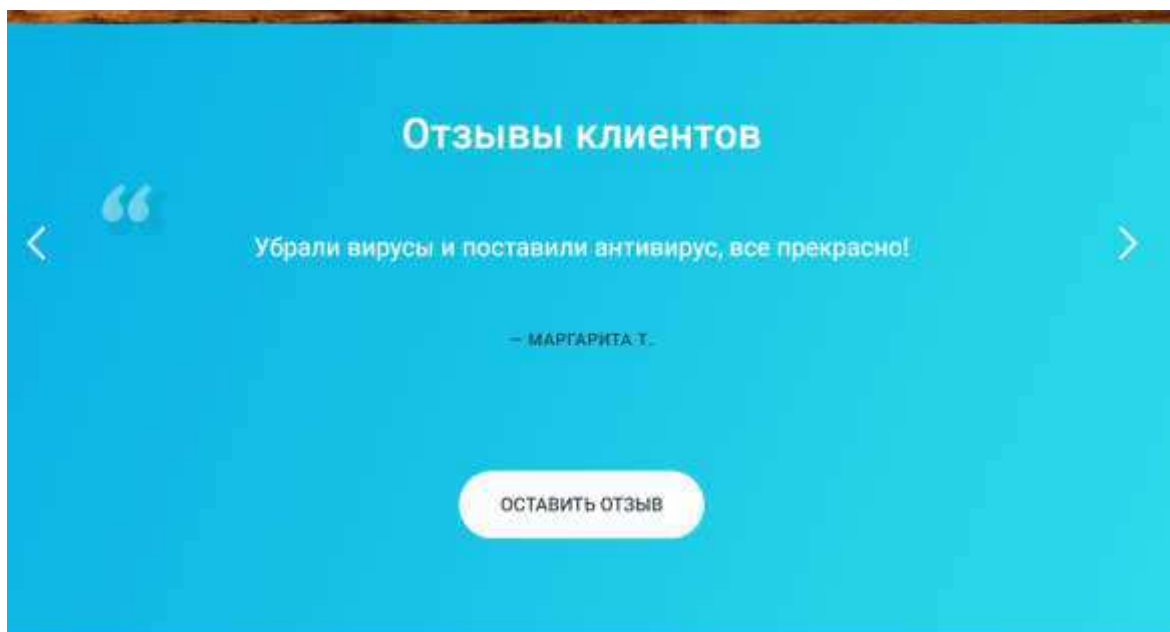 Отзывы клиентов
“
Убрали вирусы и поставили антивирус, все прекрасно!
— МАРГАРИТА Т.
ОСТАВИТЬ ОТЗЫВ